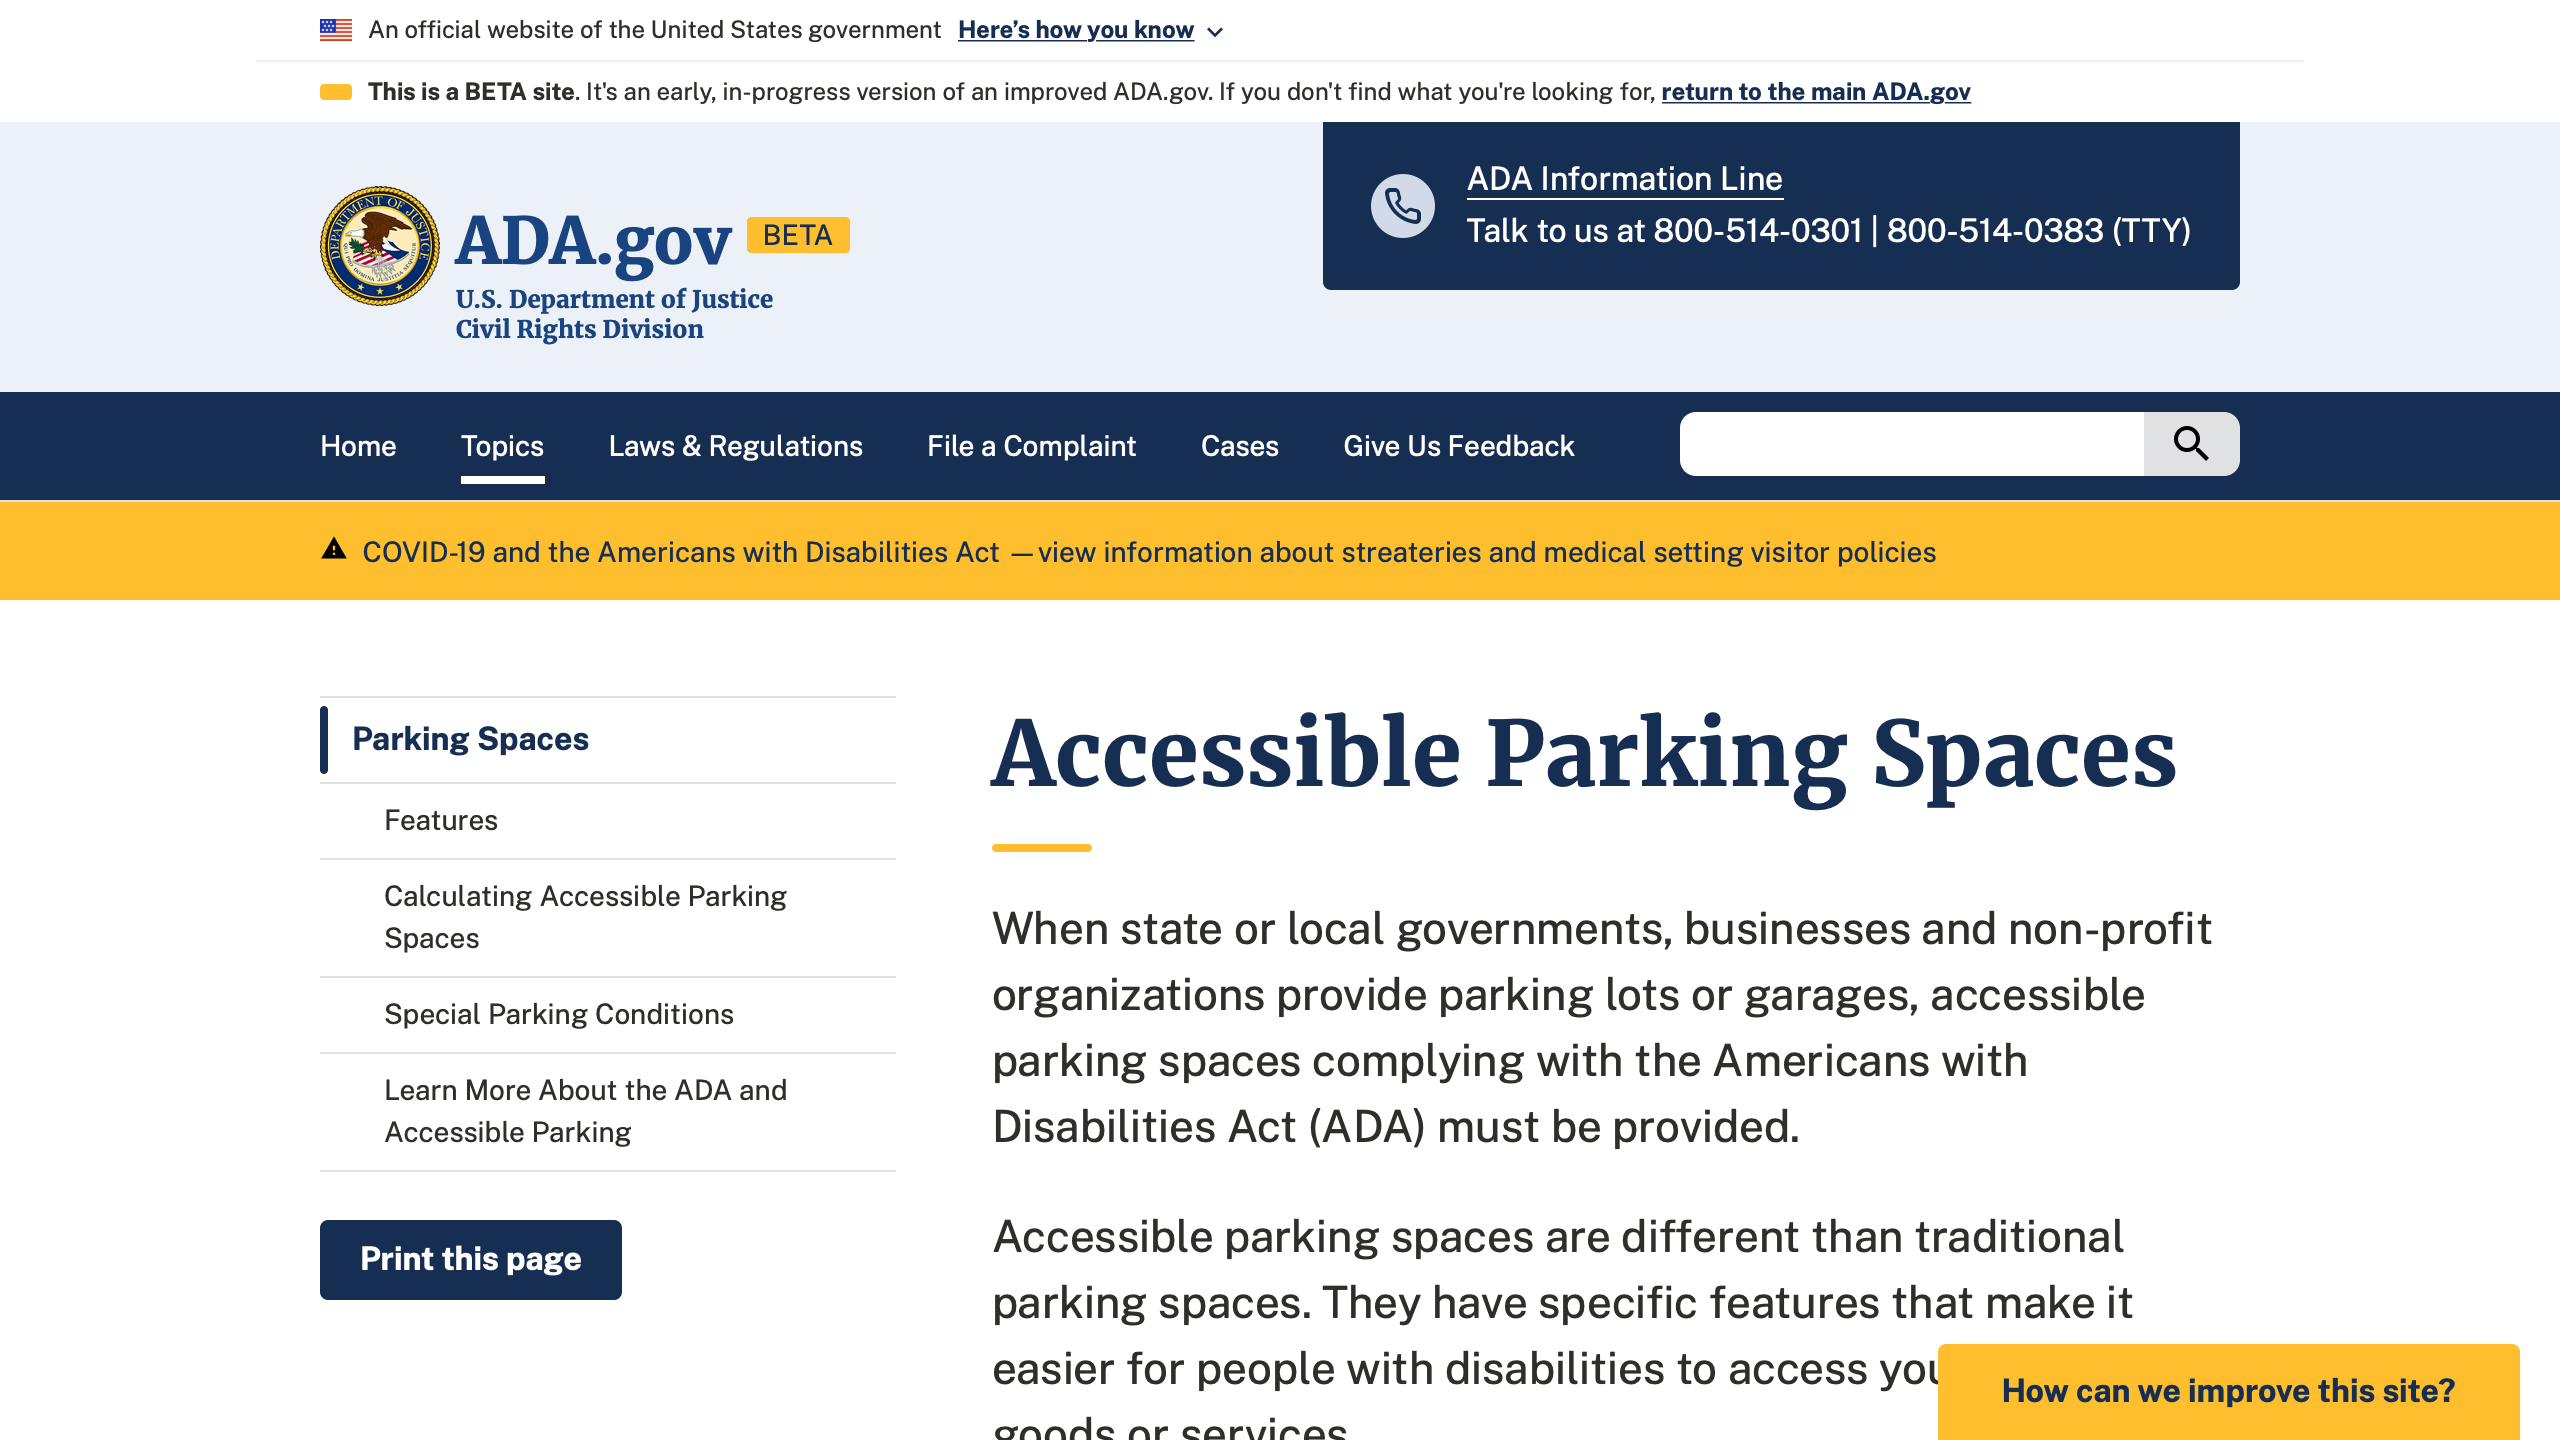 An official website of the United States government Here’s how you know
This is a BETA site. It's an early, in-progress version of an improved ADA.gov. If you don't find what you're looking for, return to the main ADA.gov
ADA.gov BETA
U.S. Department of Justice
Civil Rights Division
ADA Information Line
Talk to us at 800-514-0301 | 800-514-0383 (TTY)
Home Topics Laws & Regulations File a Complaint Cases Give Us Feedback
COVID-19 and the Americans with Disabilities Act — view information about streateries and medical setting visitor policies
Parking Spaces
Features
Calculating Accessible Parking
Spaces
Special Parking Conditions
Learn More About the ADA and
Accessible Parking
Print this page
Accessible Parking Spaces
When state or local governments, businesses and non-profit
organizations provide parking lots or garages, accessible
parking spaces complying with the Americans with
Disabilities Act (ADA) must be provided.
Accessible parking spaces are different than traditional
parking spaces. They have specific features that make it
easier for people with disabilities to access
goods or services
How can we improve this site?